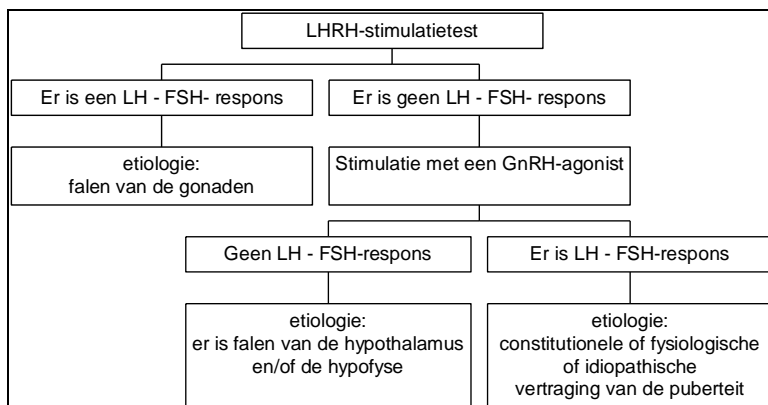 LHRH-stimulatietest
Er is een LH - FSH- respons
Er is geen LH - FSH- respons
etiologie:
falen van de gonaden
Stimulatie met een GnRH-agonist
Geen LH - FSH-respons
Er is LH - FSH-respons
etiologie:
er is falen van de hypothalamus
en/of de hypofyse
etiologie:
constitutionele of fysiologische
of idiopathische
vertraging van de puberteit